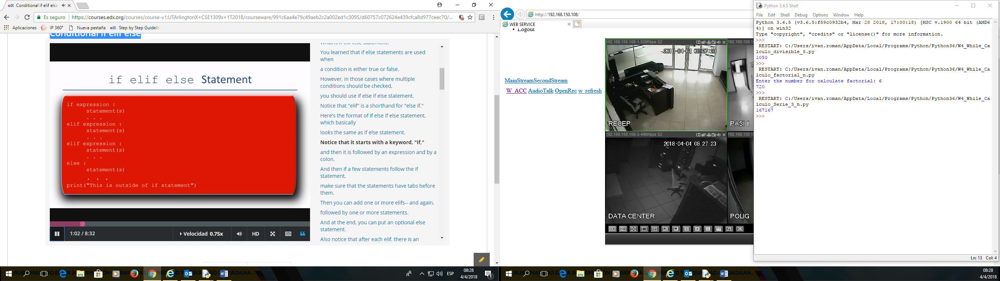 edX Conditional if elif else
Es seguro | https://courses.edx.org/courses/course-v1:UTArlingtonX+CSE1309x+1T2018/courseware/991c6aa4e79c49aeb2c2a002ed1c3095/d60757c072624e439cfca8d977ceec70/...
Aplicaciones IP 360° Nueva pestaña edX Step by Step Guidelin
Conditional if elif else
if elif else Statement
if expression :
statement(s)
. . .
elif expression :
statement(s)
. . .
elif expression :
statement(s)
. . .
else :
statement(s)
. . .
print("This is outside of if statement")
1:02 / 8:32 Velocidad 0.75x HD CC
What is if elif else statement.
You learned that if else statements are used
when
a condition is either true or false.
However, in those cases where multiple
conditions should be checked,
you should use if else if else statement.
Notice that "elif" is a shorthand for "else if."
Here's the format of if else if else statement,
which basically
looks the same as if else statement.
Notice that it starts with a keyword, "if,"
and then it is followed by an expression and by a
colon.
And then if a few statements follow the if
statement,
make sure that the statements have tabs before
them.
Then you can add one or more elifs-- and again,
followed by one or more statements.
And at the end, you can put an optional else
statement.
Also notice that after each elif, there is an
ESP
08:28
4/4/2018
1
http://192.168.150.108/
WEB SERVICE
• Logout
MainStreamSecondStream
W_ACC AudioTalk OpenRec w_refresh
192.168.150.108-1-528Kbps S2
2018-04-04 08:27:23
RECEP
192.168.150.10
PASI 1
192.168.150.108-3-496Kbps S2
2018-04-04 08 27:23
DATA CENTER
192.168.150.10
POLIG
HD 25 36
Python 3.6.5 Shell
File Edit Shell Debug Options Window Help
Python 3.6.5 (v3.6.5:f59c0932b4, Mar 28 2018, 17:00:18) [MSC v.1900 64 bit (AMD6
4)] on win32
Type "copyright", "credits" or "license()" for more information.
>>>
RESTART: C:/Users/ivan.roman/AppData/Local/Programs/Python/Python36/W4_While_Ca
lculo_divisible_5.py
1050
>>>
RESTART: C:/Users/ivan.roman/AppData/Local/Programs/Python/Python36/W4_While_Ca
lculo_factorial_n.py
Enter the number for calculate factorial: 6
720
>>>
RESTART: C:/Users/ivan.roman/AppData/Local/Programs/Python/Python36/W4_While_Ca
lculo_Serie_3_n.py
167167
>>>
Ln: 13 Col: 4
08:28
4/4/2018